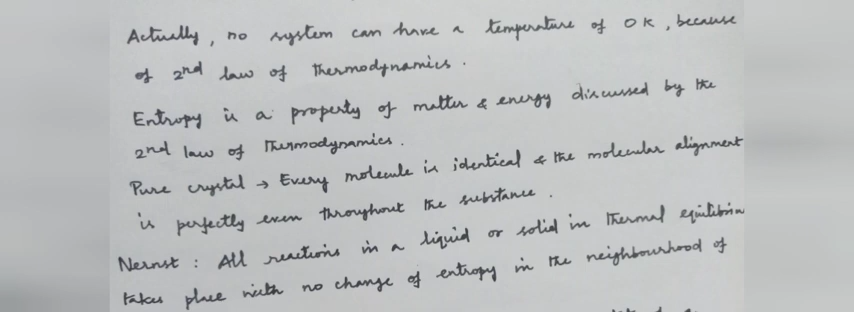 Actually, no system can have a temperature of 0K, because
of 2nd law of thermodynamics.
Entropy is a property of matter & energy discussed by the
2nd law of Thermodynamics.
Pure crystal → Every molecule is identical & the molecular alignment
is perfectly even throughout the substance.
Nernst : All reactions in a liquid or solid in thermal
takes place with no change of entropy in the neighbourhood of